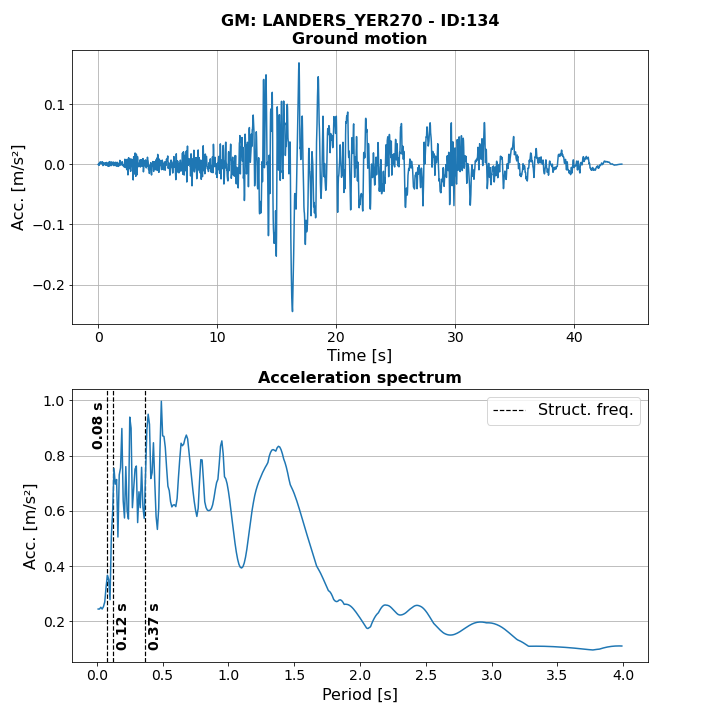 GM: LANDERS_YER270 - ID:134
Ground motion
0.1
0.0
−0.1
−0.2
Acc. [m/s²]
0
10
20
30
40
Time [s]
Acceleration spectrum
Struct. freq.
1.0
0.8
0.6
0.4
0.2
Acc. [m/s²]
0.08 s
0.12 s
0.37 s
0.0
0.5
1.0
1.5
2.0
2.5
3.0
3.5
4.0
Period [s]